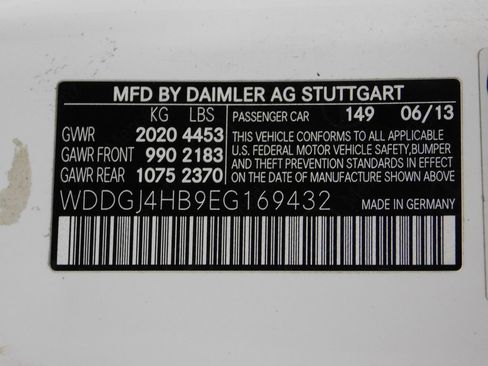 MFD BY DAIMLER AG STUTTGART
KG LBS PASSENGER CAR 149 06/13
GVWR 2020 4453 THIS VEHICLE CONFORMS TO ALL APPLICABLE
GAWR FRONT 990 2183 U.S. FEDERAL MOTOR VEHICLE SAFETY, BUMPER AND THEFT PREVENTION STANDARDS IN EFFECT
GAWR REAR 1075 2370 ON THE DATE OF MANUFACTURE SHOWN ABOVE.
WDDGJ4HB9EG169432 MADE IN GERMANY